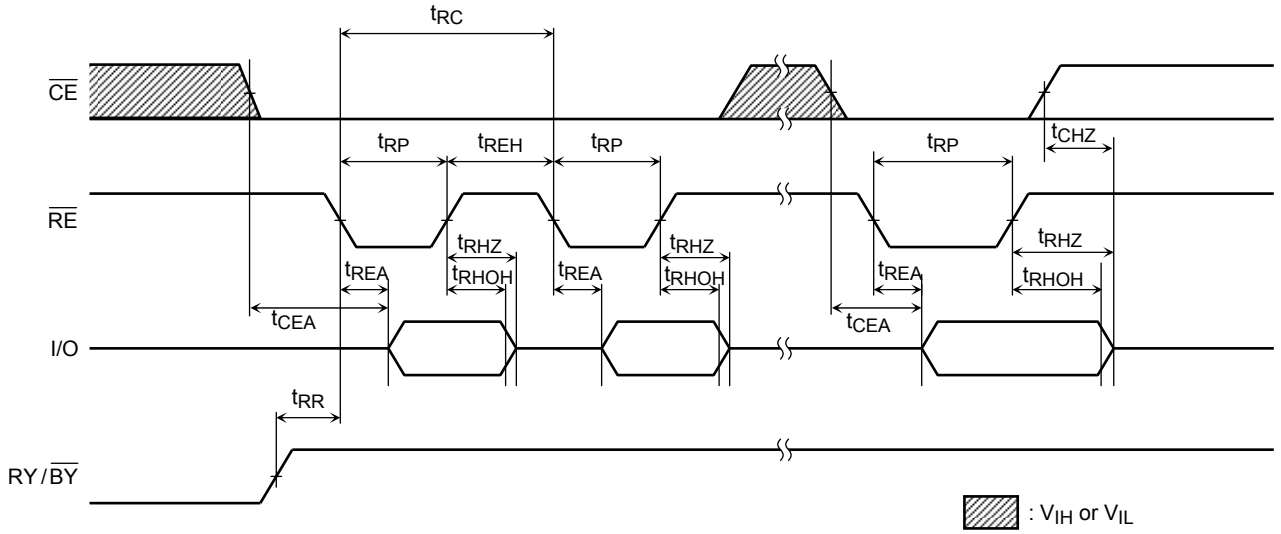 tRC
CE
tCHZ
tRP tREH tRP tRP
RE
tRHZ tRHZ tRHZ
tREA tRHOH tREA tRHOH tREA tRHOH
tCEA tCEA
I/O
tRR
RY/BY
: VIH or VIL